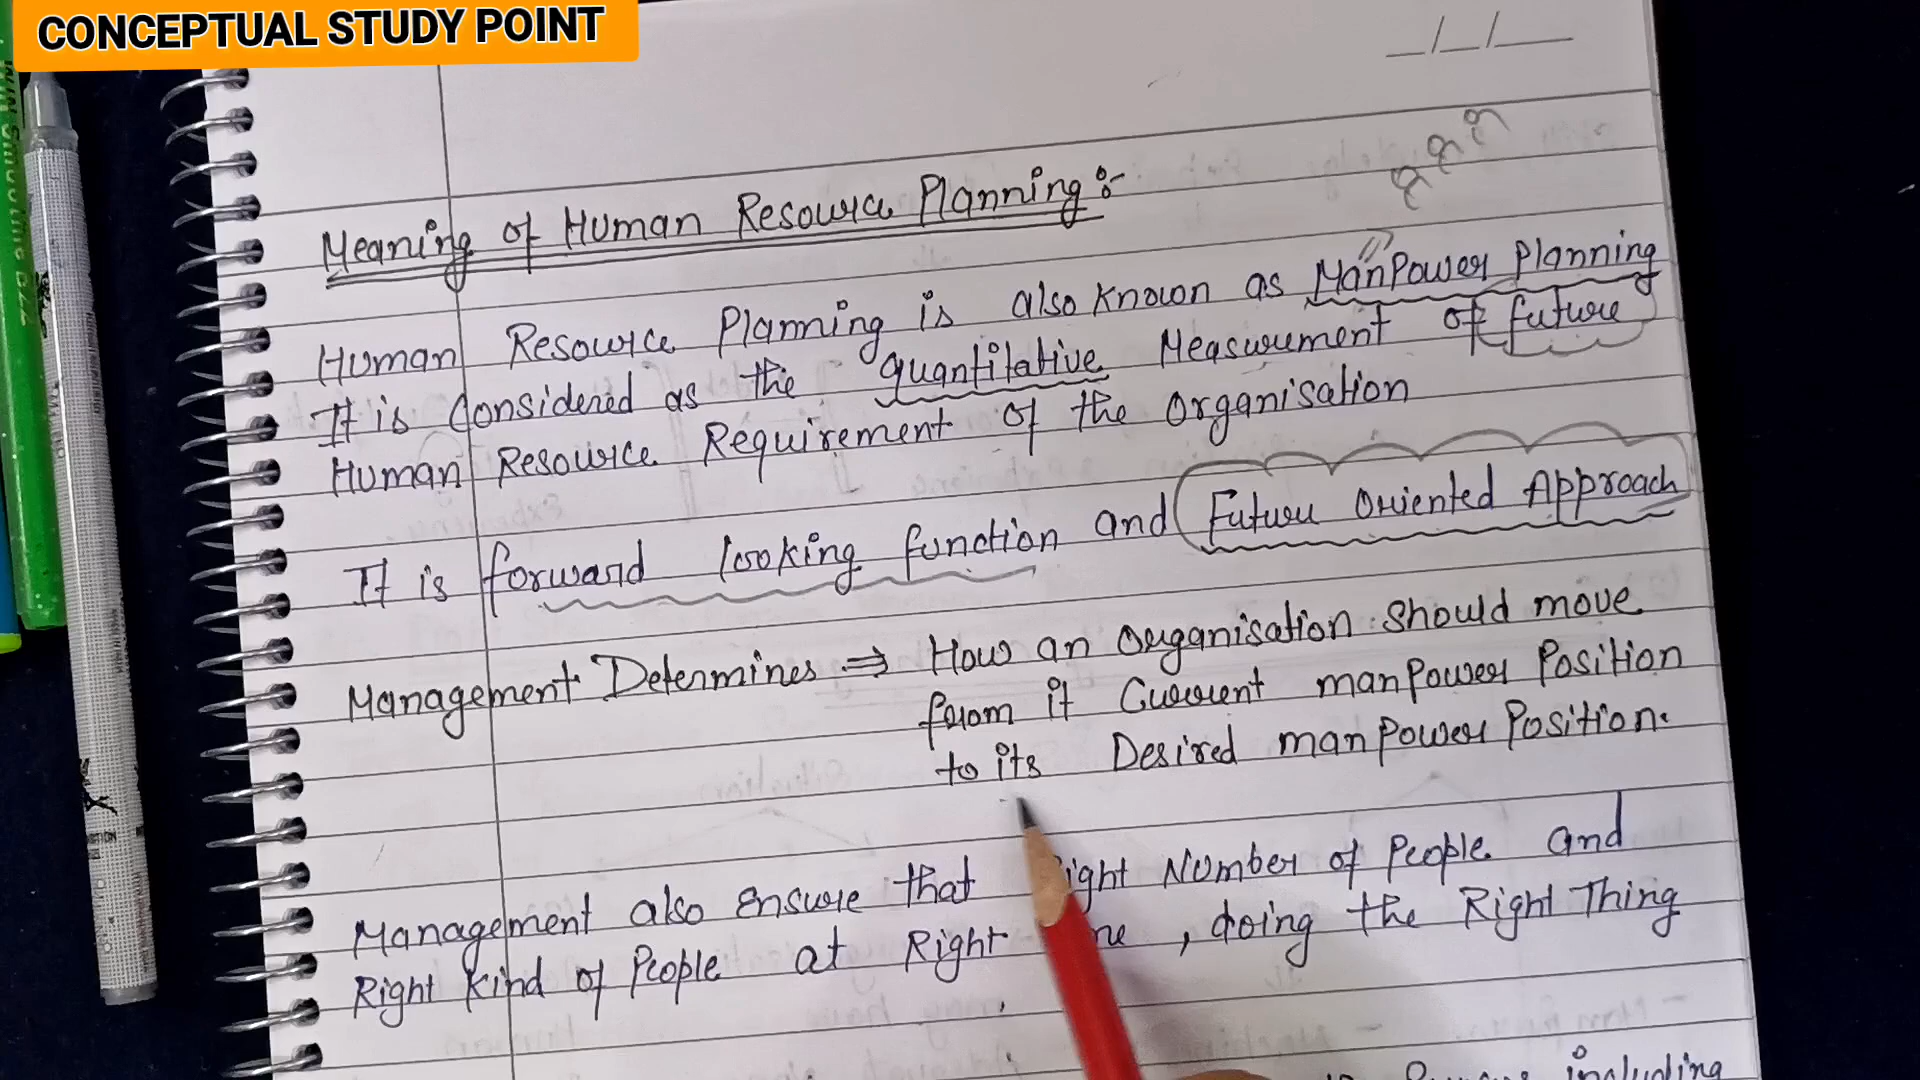 CONCEPTUAL STUDY POINT
Meaning of Human Resource Planning:-
Human Resource Planning is also known as ManPower Planning
It is Considered as the quantitative Measurement of future
Human Resource Requirement of the Organisation
It is forward looking function and Future Oriented Approach
Management Determines ⇒ How an Organisation Should move
from it Current manPower Position
to its Desired manPower Position.
Management also Ensure that Number of People and
Right Kind of People at Right , doing the Right Thing
including